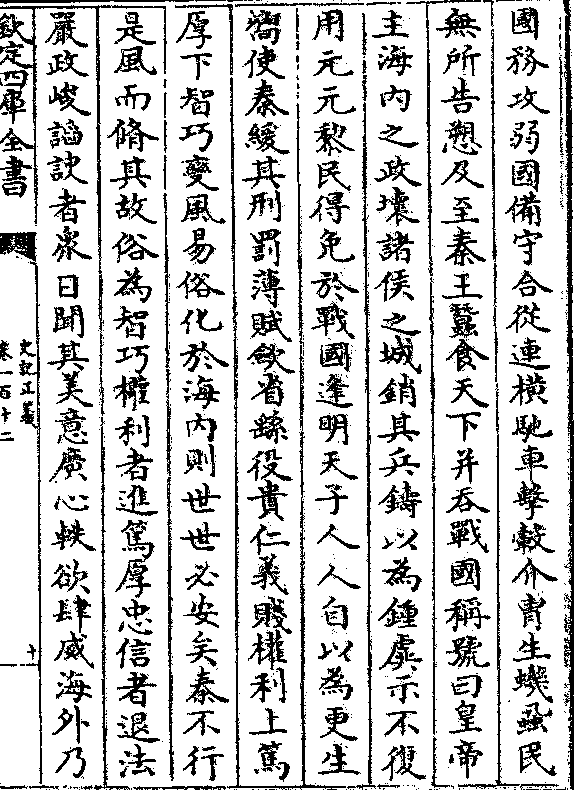 國務攻弱國備守合從連横馳車擊轂介胄生蟣蝨民
無所告愬及至秦王蠶食天下并吞戰國稱號曰皇帝
主海内之政壞諸侯之城銷其兵鑄以為鍾虡示不復
用元元黎民得免於戰國逢明天子人人自以為更生
嚮使秦緩其刑罰薄賦斂省繇役貴仁義賤權利上篤
厚下智巧變風易俗化於海内則世世必安矣秦不行
是風而脩其故俗為智巧權利者進篤厚忠信者退法
嚴政峻諂諛者衆日聞其美意廣心軼欲肆威海外乃
欽定四庫全書
史記正義
卷一百十二
十